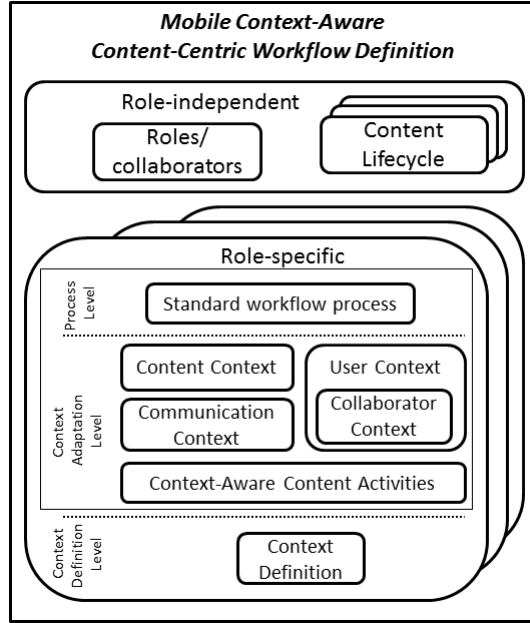 Mobile Context-Aware
Content-Centric Workflow Definition
Role-independent
Roles/
collaborators
Content
Lifecycle
Role-specific
Process
Level
Standard workflow process
Context
Adaptation
Level
Content Context
User Context
Communication
Context
Collaborator
Context
Context-Aware Content Activities
Context
Definition
Level
Context
Definition